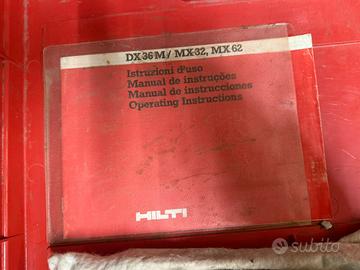 DX 36 M / MX 32, MX 62
Istruzioni d'uso
Manual de instruções
Manual de instrucciones
Operating Instructions
HILTI
subito